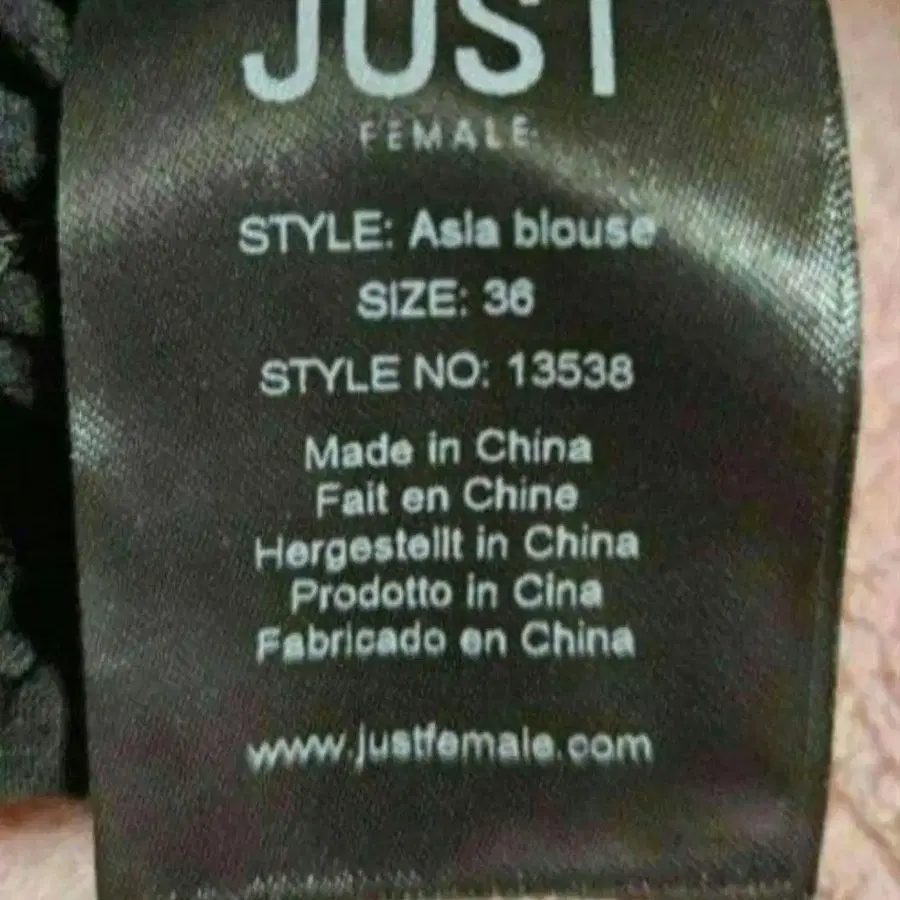 JUST
FEMALE
STYLE: Asia blouse
SIZE: 36
STYLE NO: 13538
Made in China
Fait en Chine
Hergestellt in China
Prodotto in Cina
Fabricado en China
www.justfemale.com